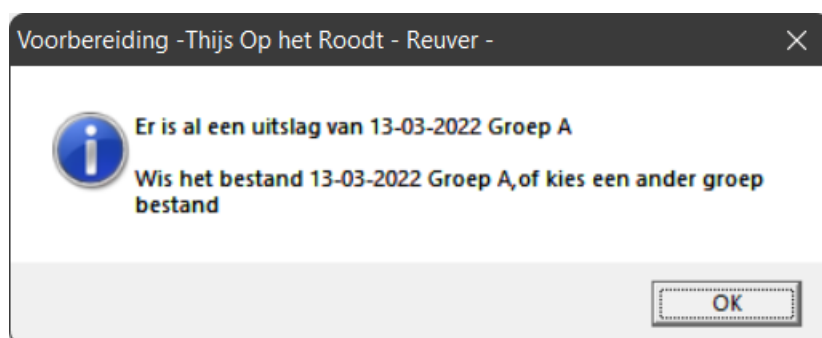 Voorbereiding -Thijs Op het Roodt - Reuver -
Er is al een uitslag van 13-03-2022 Groep A
Wis het bestand 13-03-2022 Groep A,of kies een ander groep
bestand
OK